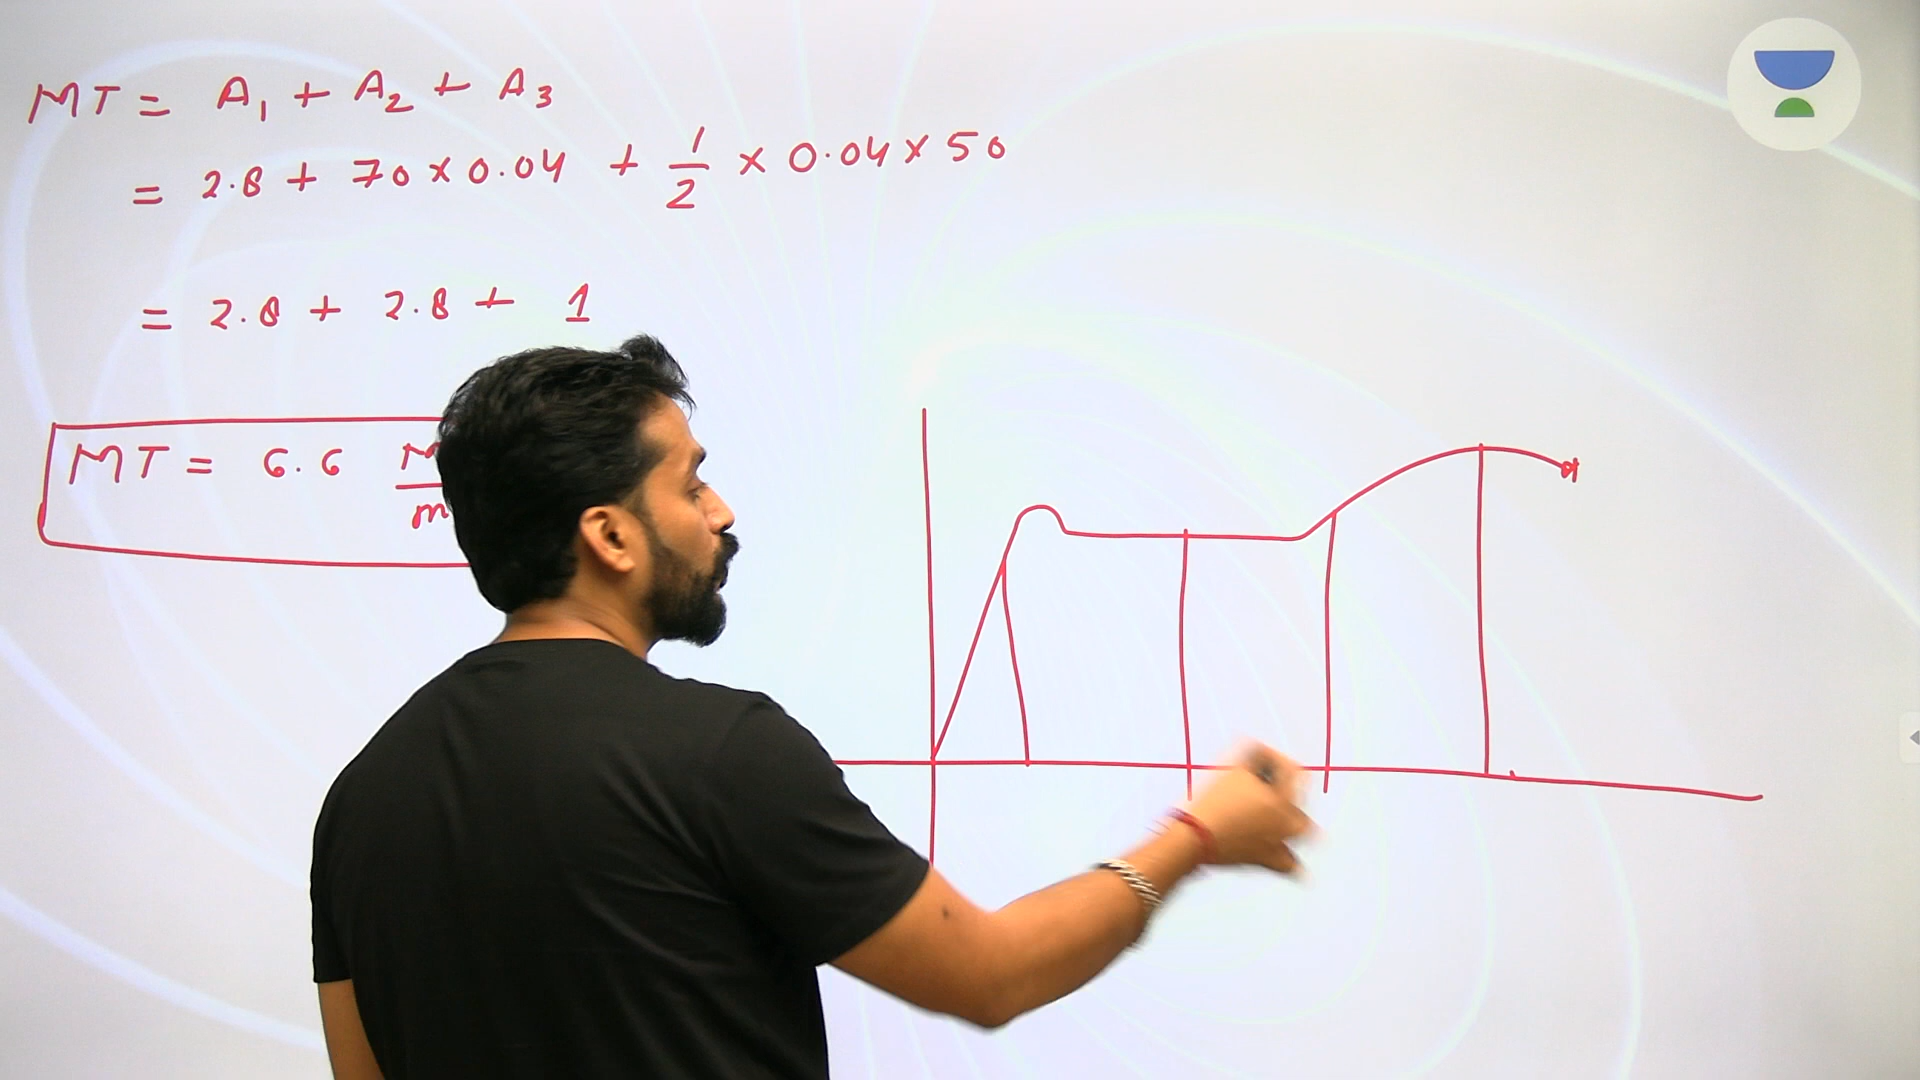 MT = A₁ + A₂ + A₃
= 2.8 + 70 × 0.04 + 1/2 × 0.04 × 50
= 2.8 + 2.8 + 1
MT = 6.6